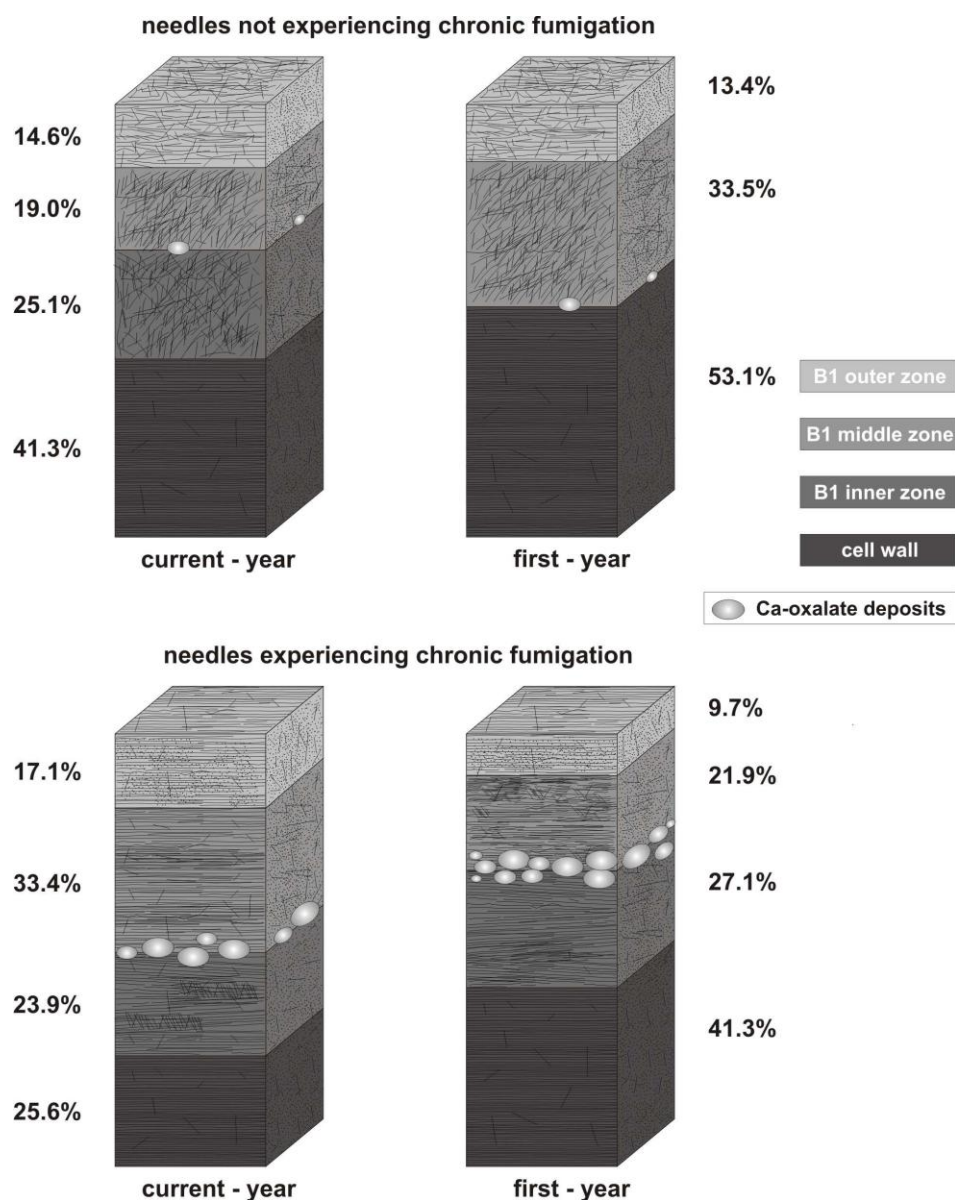 needles not experiencing chronic fumigation
14.6%
19.0%
25.1%
41.3%
current - year
13.4%
33.5%
53.1%
first - year
B1 outer zone
B1 middle zone
B1 inner zone
cell wall
Ca-oxalate deposits
needles experiencing chronic fumigation
17.1%
33.4%
23.9%
25.6%
current - year
9.7%
21.9%
27.1%
41.3%
first - year